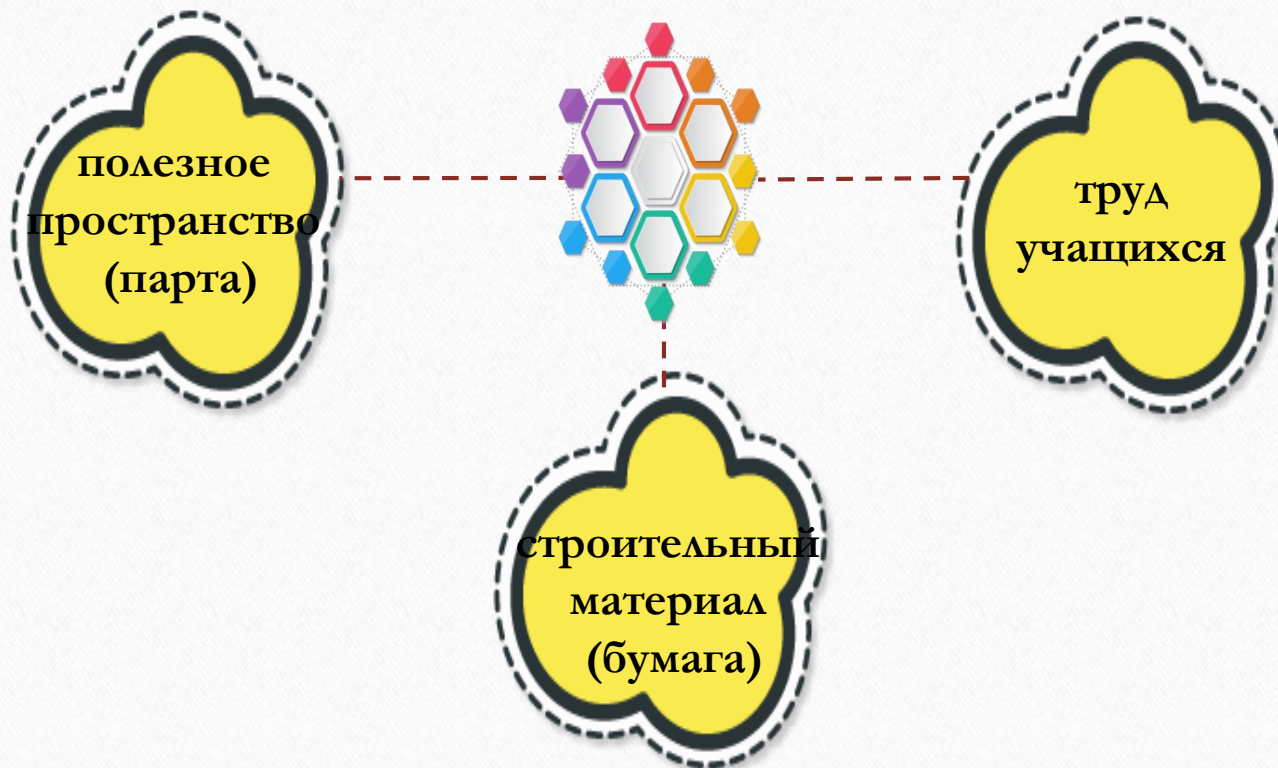 полезное
пространство
(парта)
труд
учащихся
строительный
материал
(бумага)